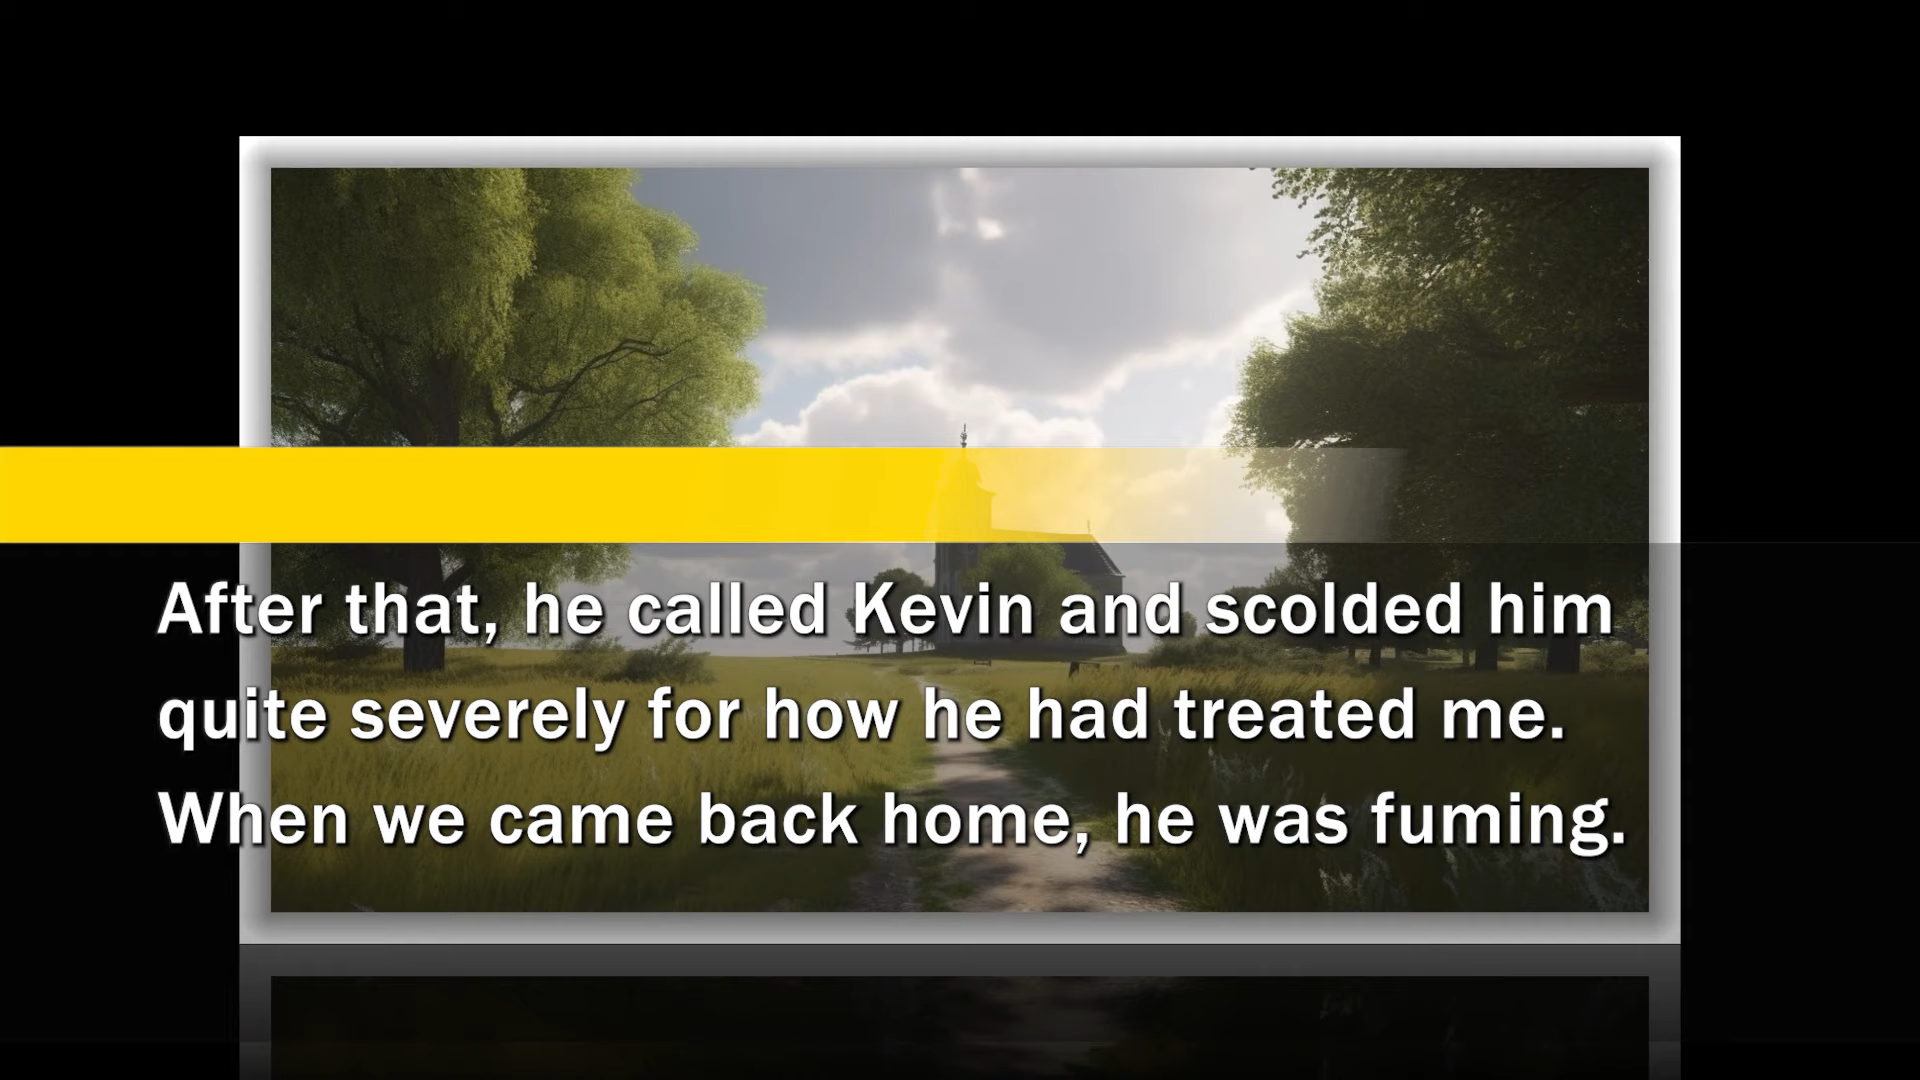 After that, he called Kevin and scolded him
quite severely for how he had treated me.
When we came back home, he was fuming.